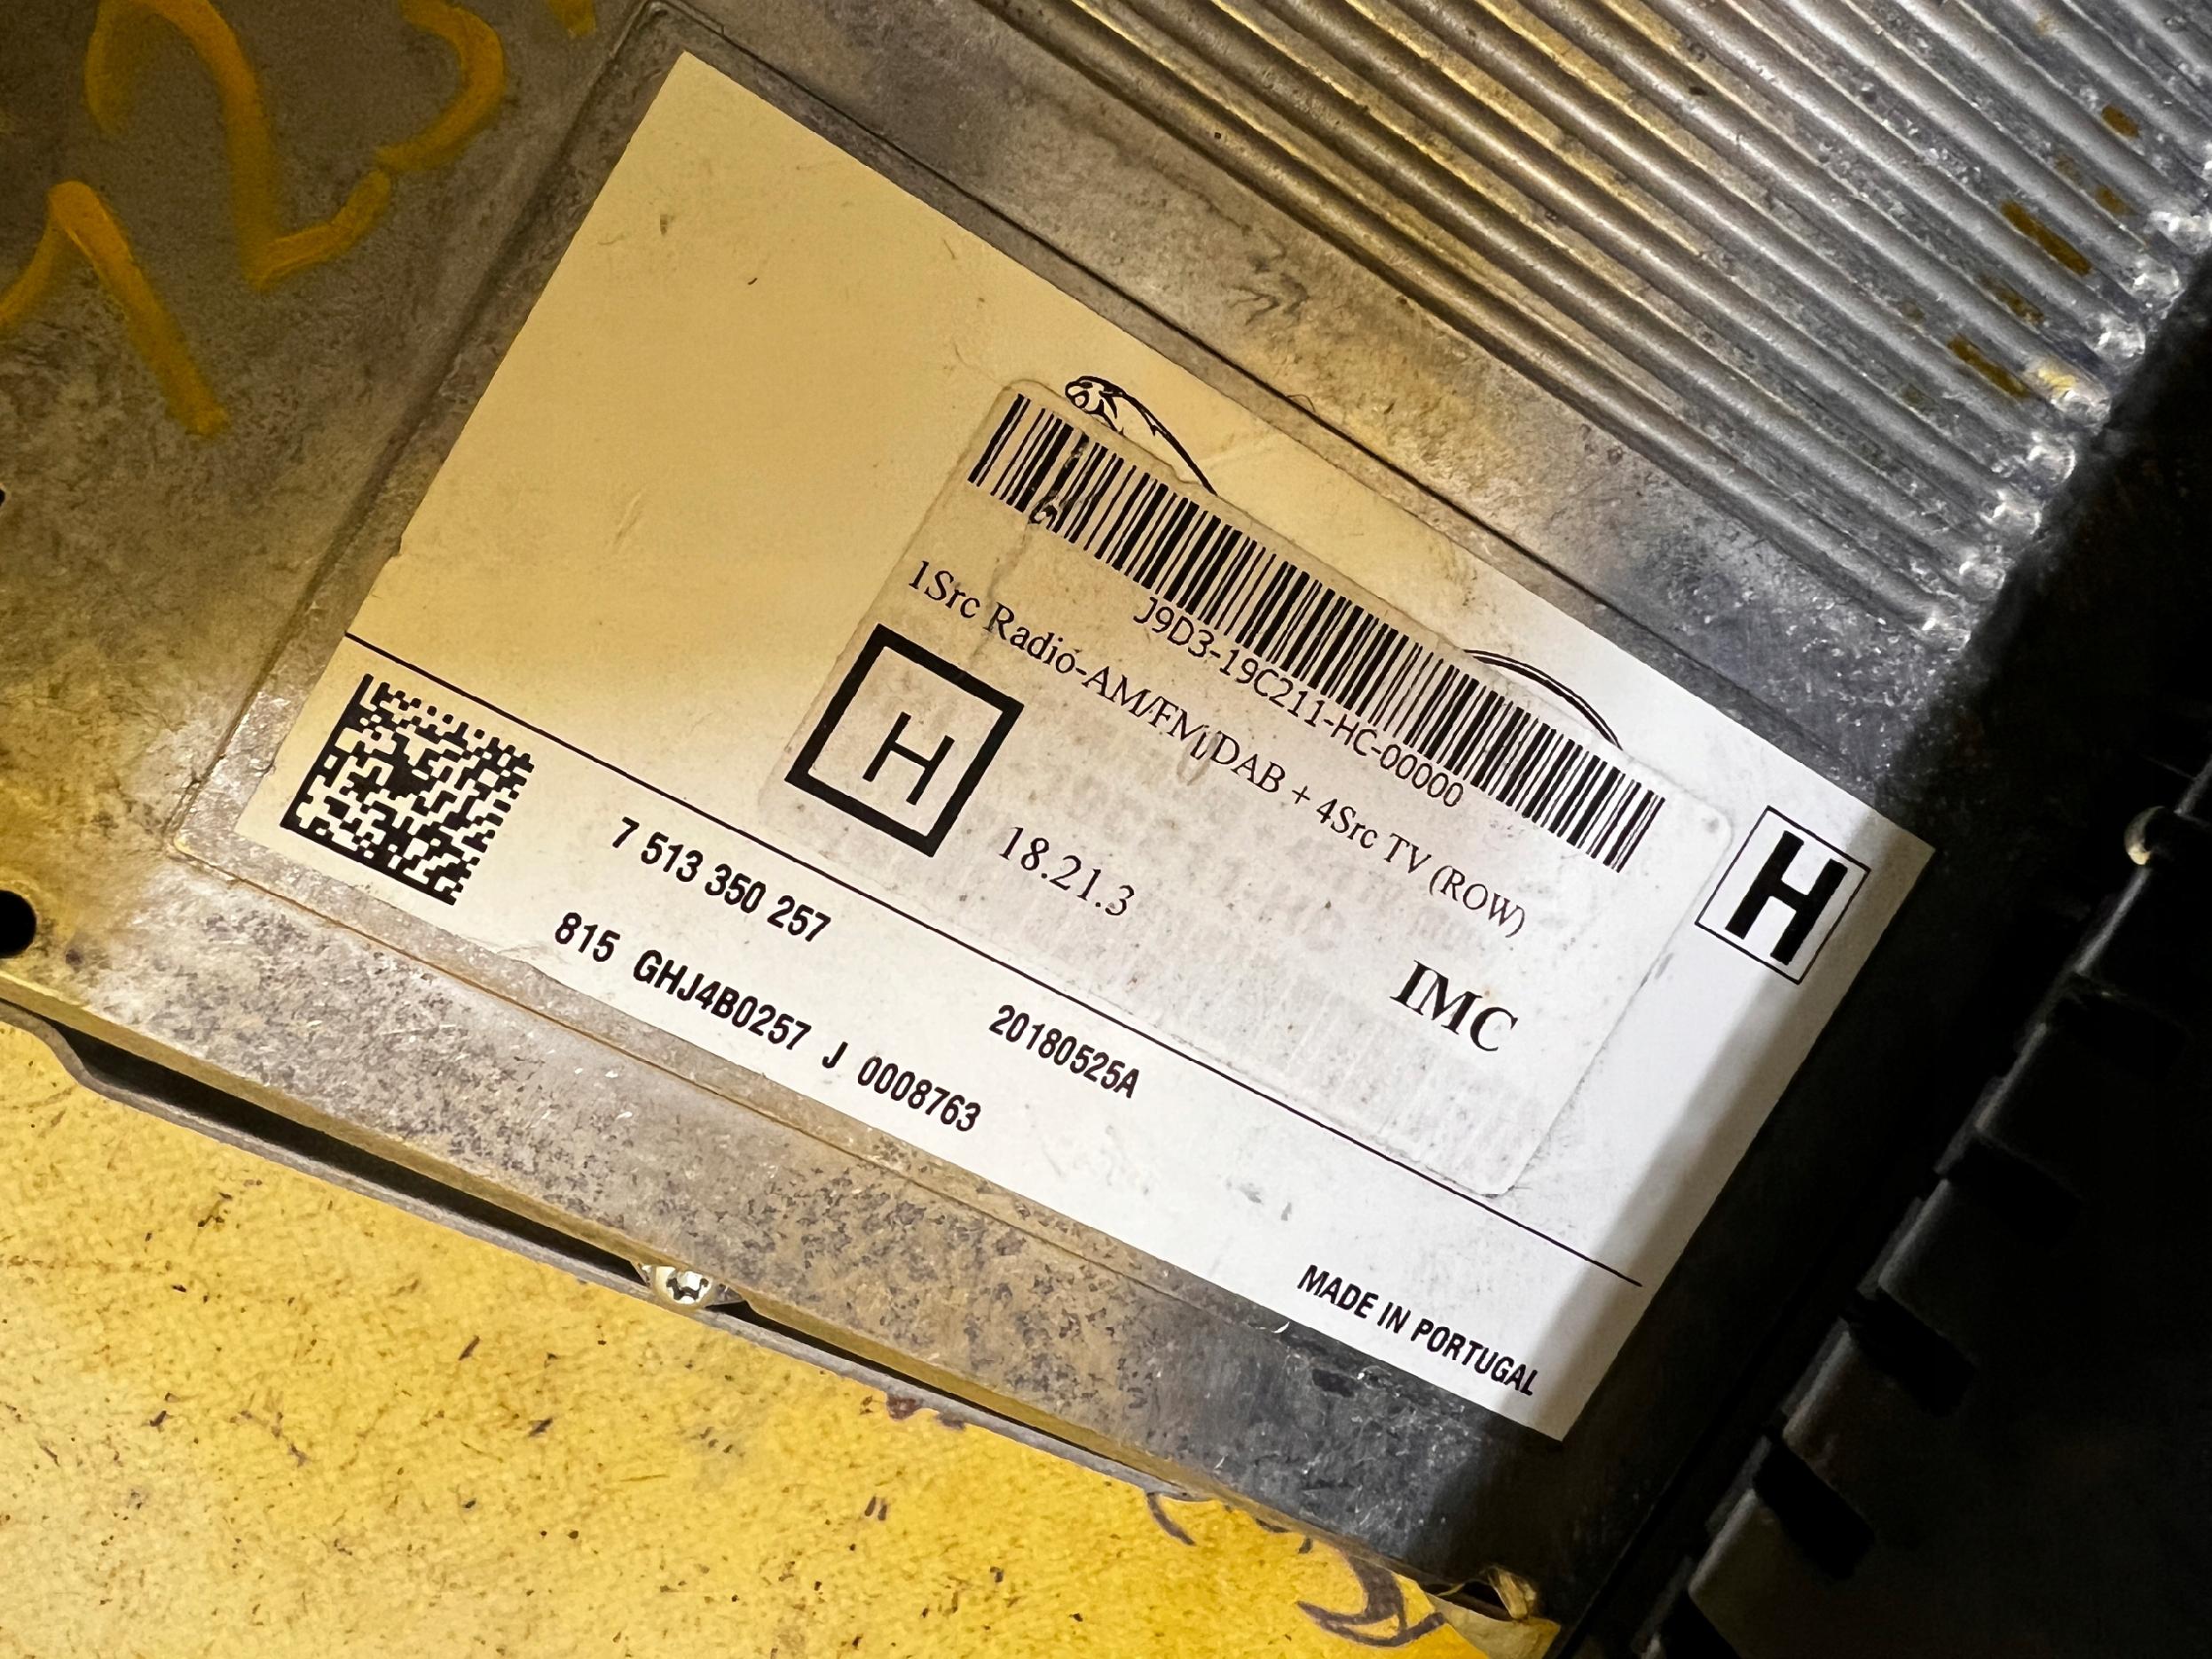 123
J9D3-19C211-HC-00000
1Src Radio-AM/FM/DAB + 4Src TV (ROW)
H
18.21.3
IMC
H
7 513 350 257
20180525A
815 GHJ4B0257 J 0008763
MADE IN PORTUGAL